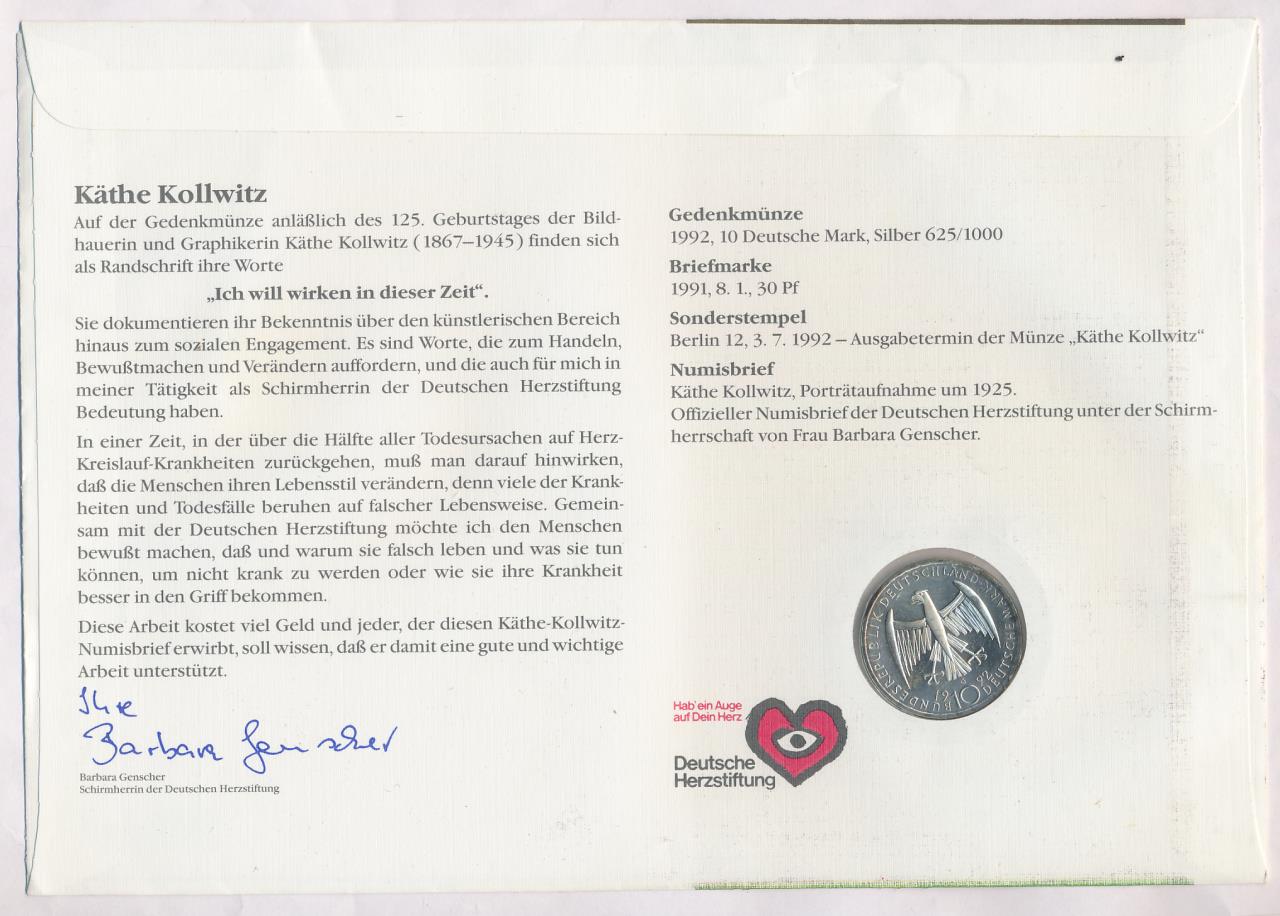 Käthe Kollwitz
Auf der Gedenkmünze anläßlich des 125. Geburtstages der Bild-
hauerin und Graphikerin Käthe Kollwitz (1867–1945) finden sich
als Randschrift ihre Worte
„Ich will wirken in dieser Zeit“.
Sie dokumentieren ihr Bekenntnis über den künstlerischen Bereich
hinaus zum sozialen Engagement. Es sind Worte, die zum Handeln,
Bewußtmachen und Verändern auffordern, und die auch für mich in
meiner Tätigkeit als Schirmherrin der Deutschen Herzstiftung
Bedeutung haben.
In einer Zeit, in der über die Hälfte aller Todesursachen auf Herz-
Kreislauf-Krankheiten zurückgehen, muß man darauf hinwirken,
daß die Menschen ihren Lebensstil verändern, denn viele der Krank-
heiten und Todesfälle beruhen auf falscher Lebensweise. Gemein-
sam mit der Deutschen Herzstiftung möchte ich den Menschen
bewußt machen, daß und warum sie falsch leben und was sie tun
können, um nicht krank zu werden oder wie sie ihre Krankheit
besser in den Griff bekommen.
Diese Arbeit kostet viel Geld und jeder, der diesen Käthe-Kollwitz-
Numisbrief erwirbt, soll wissen, daß er damit eine gute und wichtige
Arbeit unterstützt.
Ihre
Barbara Genscher
Barbara Genscher
Schirmherrin der Deutschen Herzstiftung
Gedenkmünze
1992, 10 Deutsche Mark, Silber 625/1000
Briefmarke
1991, 8. 1., 30 Pf
Sonderstempel
Berlin 12, 3. 7. 1992 – Ausgabetermin der Münze „Käthe Kollwitz“
Numisbrief
Käthe Kollwitz, Porträtaufnahme um 1925.
Offizieller Numisbrief der Deutschen Herzstiftung unter der Schirm-
herrschaft von Frau Barbara Genscher.
BUNDESREPUBLIK DEUTSCHLAND
10 DEUTSCHE MARK
1992
G
Hab' ein Auge
auf Dein Herz
Deutsche
Herzstiftung